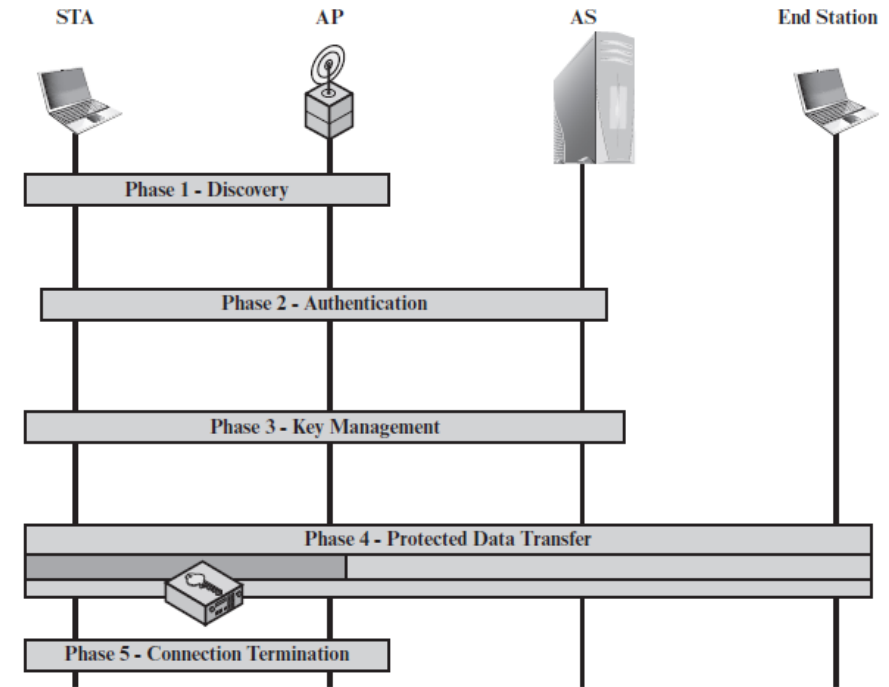 STA AP AS End Station
Phase 1 - Discovery
Phase 2 - Authentication
Phase 3 - Key Management
Phase 4 - Protected Data Transfer
Phase 5 - Connection Termination